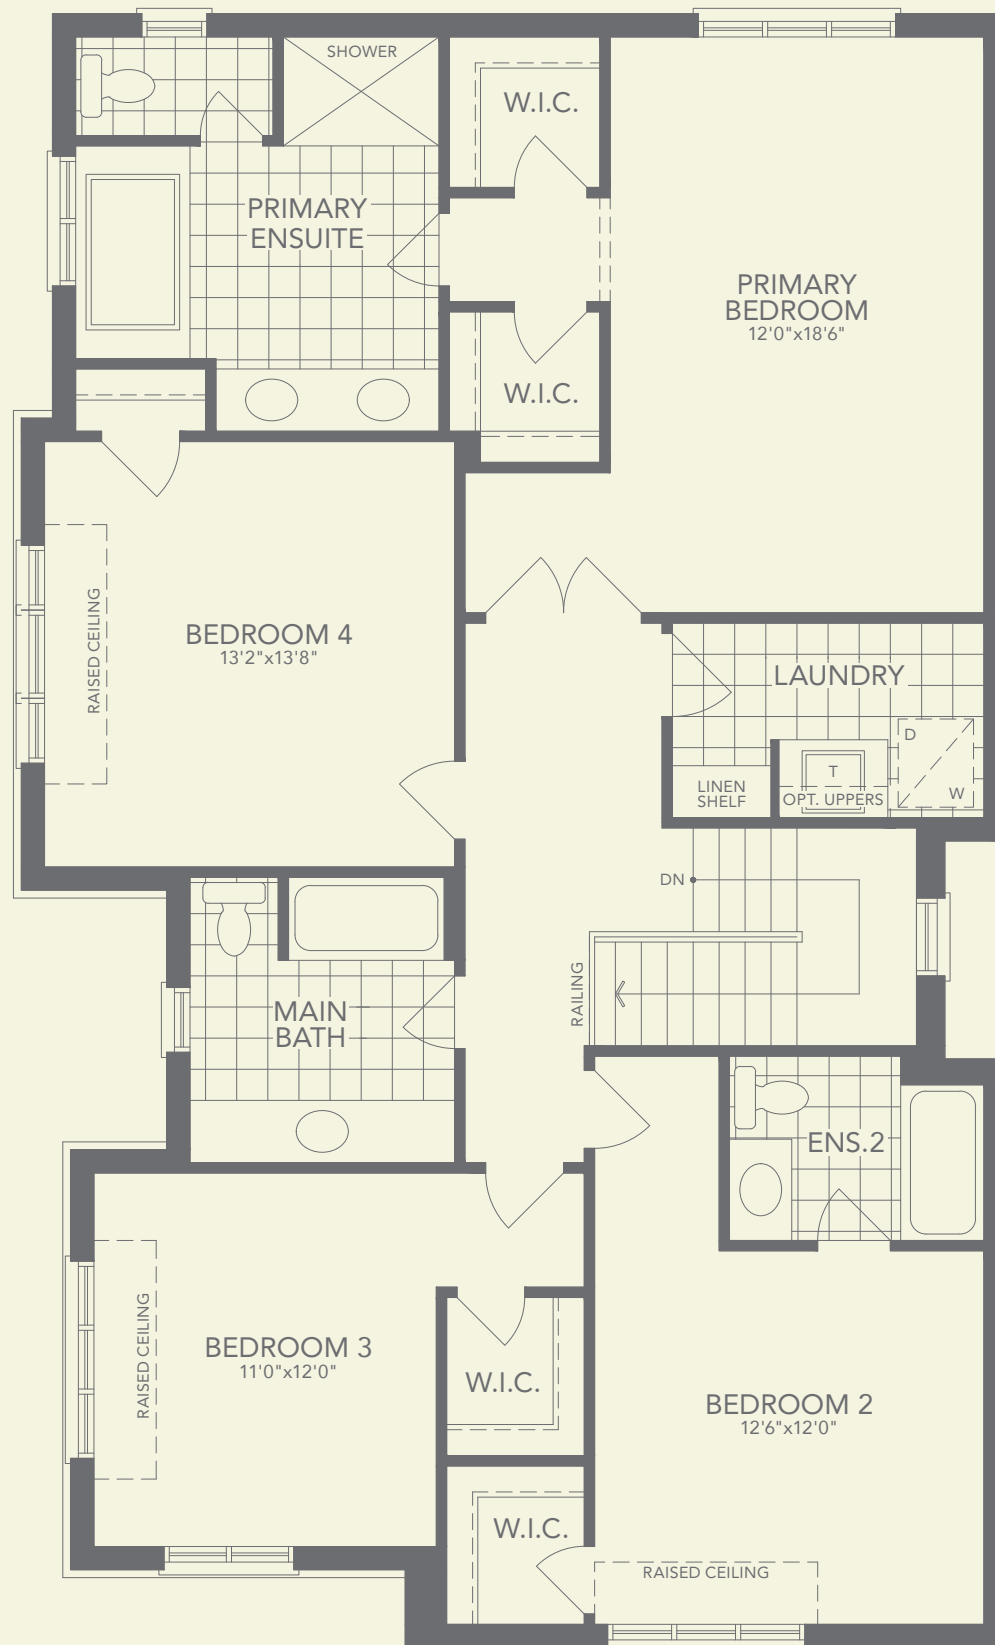 SHOWER
W.I.C.
PRIMARY
ENSUITE
PRIMARY
BEDROOM
12'0"x18'6"
W.I.C.
RAISED CEILING
BEDROOM 4
13'2"x13'8"
LAUNDRY
D
W
T
LINEN
SHELF
OPT. UPPERS
DN
RAILING
MAIN
BATH
ENS.2
RAISED CEILING
BEDROOM 3
11'0"x12'0"
W.I.C.
BEDROOM 2
12'6"x12'0"
W.I.C.
RAISED CEILING